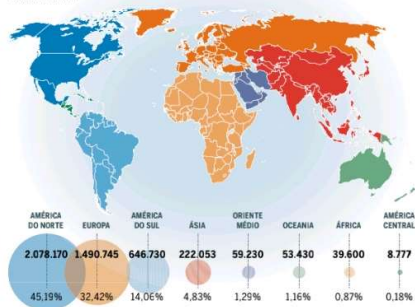 AMÉRICA DO NORTE
2.078.170
45,19%
EUROPA
1.490.745
32,42%
AMÉRICA DO SUL
646.730
14,06%
ÁSIA
222.053
4,83%
ORIENTE MÉDIO
59.230
1,29%
OCEANIA
53.430
1,16%
ÁFRICA
39.600
0,87%
AMÉRICA CENTRAL
8.777
0,18%